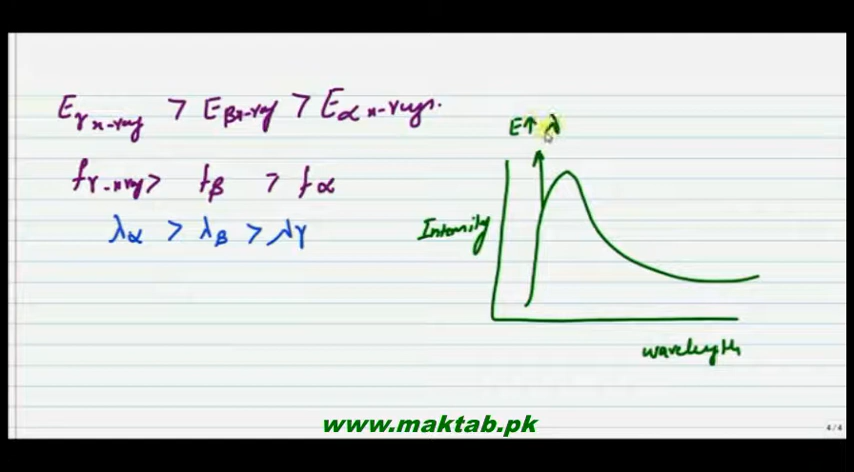 Eγ x-ray > Eβ x-ray > Eα x-rays.
fγ-xray > fβ > fα
λα > λβ > λγ
E↑ λ
Intensity
wavelength
www.maktab.pk
4/4